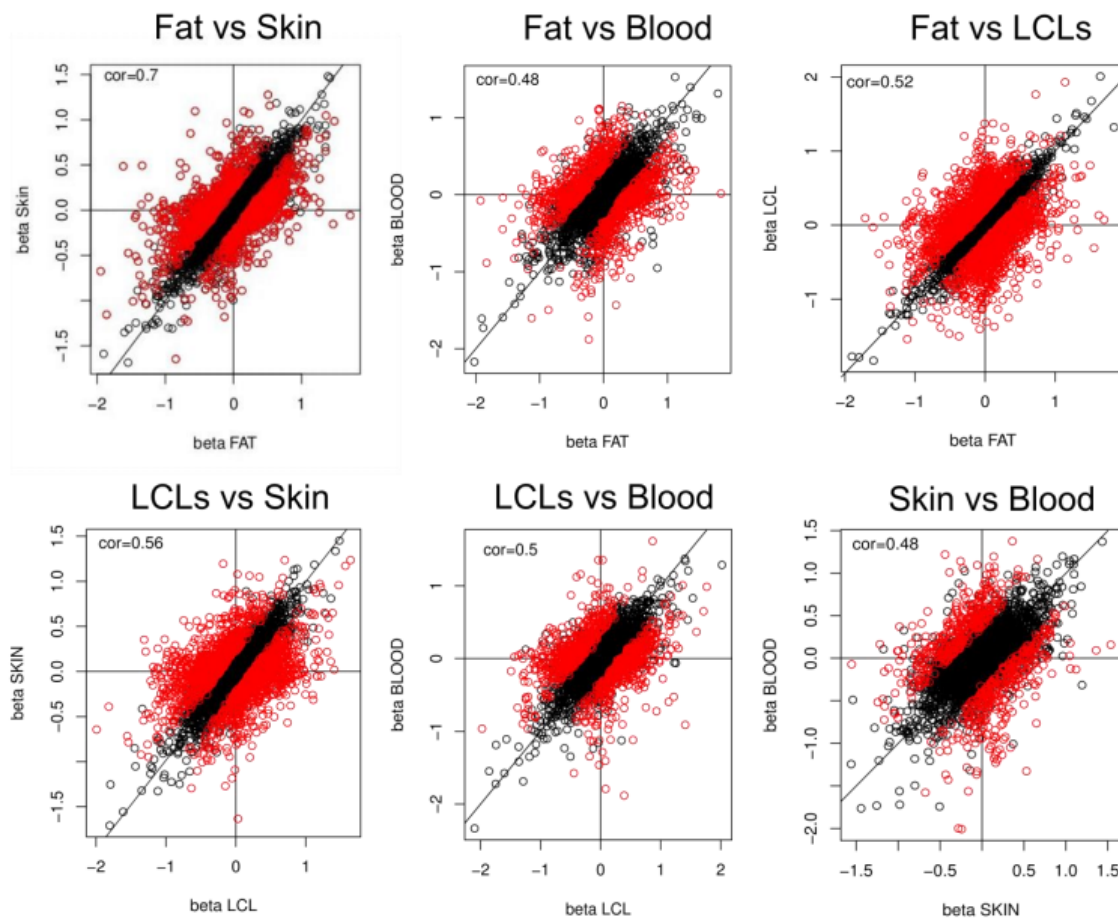 Fat vs Skin
cor=0.7
1.5
1.0
0.5
0.0
−0.5
−1.5
beta Skin
−2 −1 0 1
beta FAT
Fat vs Blood
cor=0.48
1
0
−1
−2
beta BLOOD
−2 −1 0 1 2
beta FAT
Fat vs LCLs
cor=0.52
2
1
0
−1
beta LCL
−2 −1 0 1
beta FAT
LCLs vs Skin
cor=0.56
1.5
1.0
0.5
0.0
−0.5
−1.5
beta SKIN
−2 −1 0 1
beta LCL
LCLs vs Blood
cor=0.5
1
0
−1
−2
beta BLOOD
−2 −1 0 1 2
beta LCL
Skin vs Blood
cor=0.48
1.5
1.0
0.5
0.0
−1.0
−2.0
beta BLOOD
−1.5 −0.5 0.5 1.0 1.5
beta SKIN